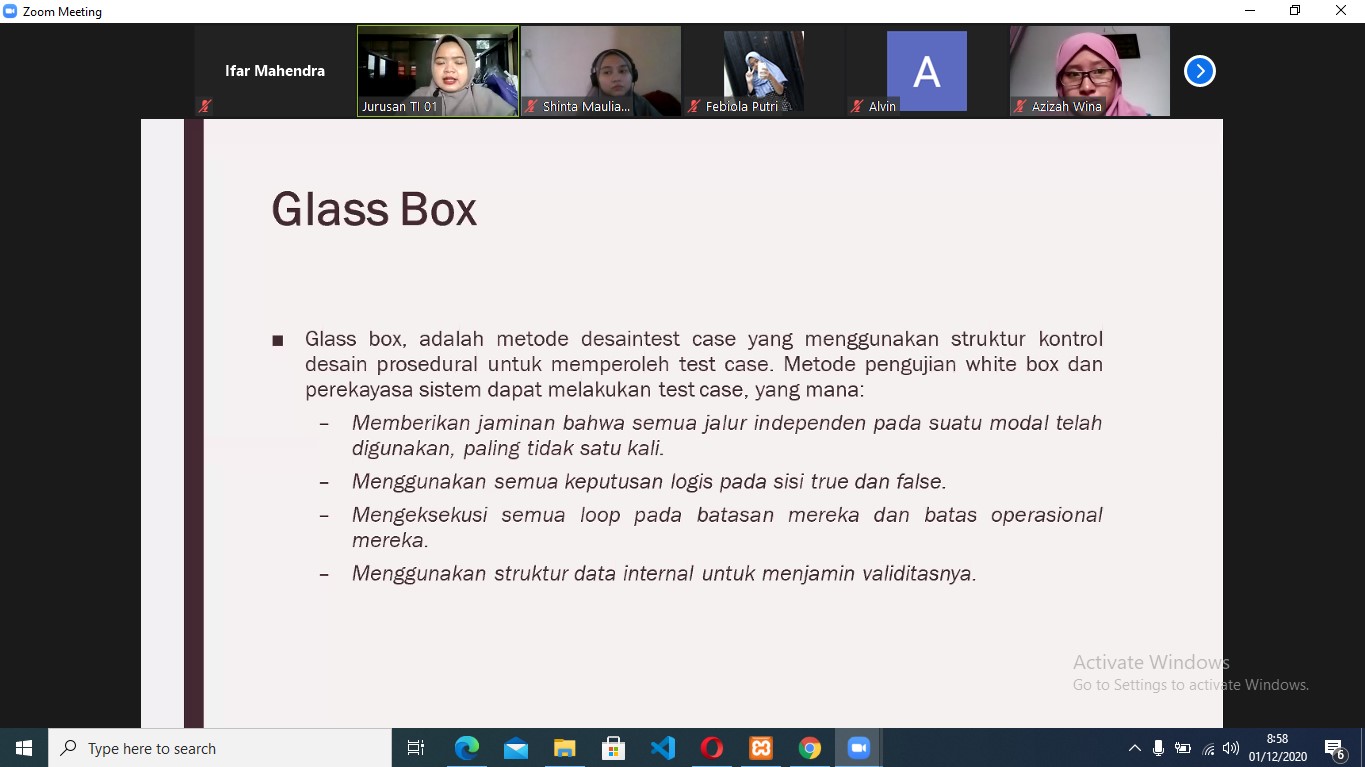 Zoom Meeting
Ifar Mahendra
Jurusan TI 01
Shinta Maulia...
Febiola Putri
Alvin
A
Azizah Wina
Glass Box
Glass box, adalah metode desaintest case yang menggunakan struktur kontrol
desain prosedural untuk memperoleh test case. Metode pengujian white box dan
perekayasa sistem dapat melakukan test case, yang mana:
– Memberikan jaminan bahwa semua jalur independen pada suatu modal telah
digunakan, paling tidak satu kali.
– Menggunakan semua keputusan logis pada sisi true dan false.
– Mengeksekusi semua loop pada batasan mereka dan batas operasional
mereka.
– Menggunakan struktur data internal untuk menjamin validitasnya.
Activate Windows
Go to Settings to activate Windows.
Type here to search
8:58
01/12/2020
6